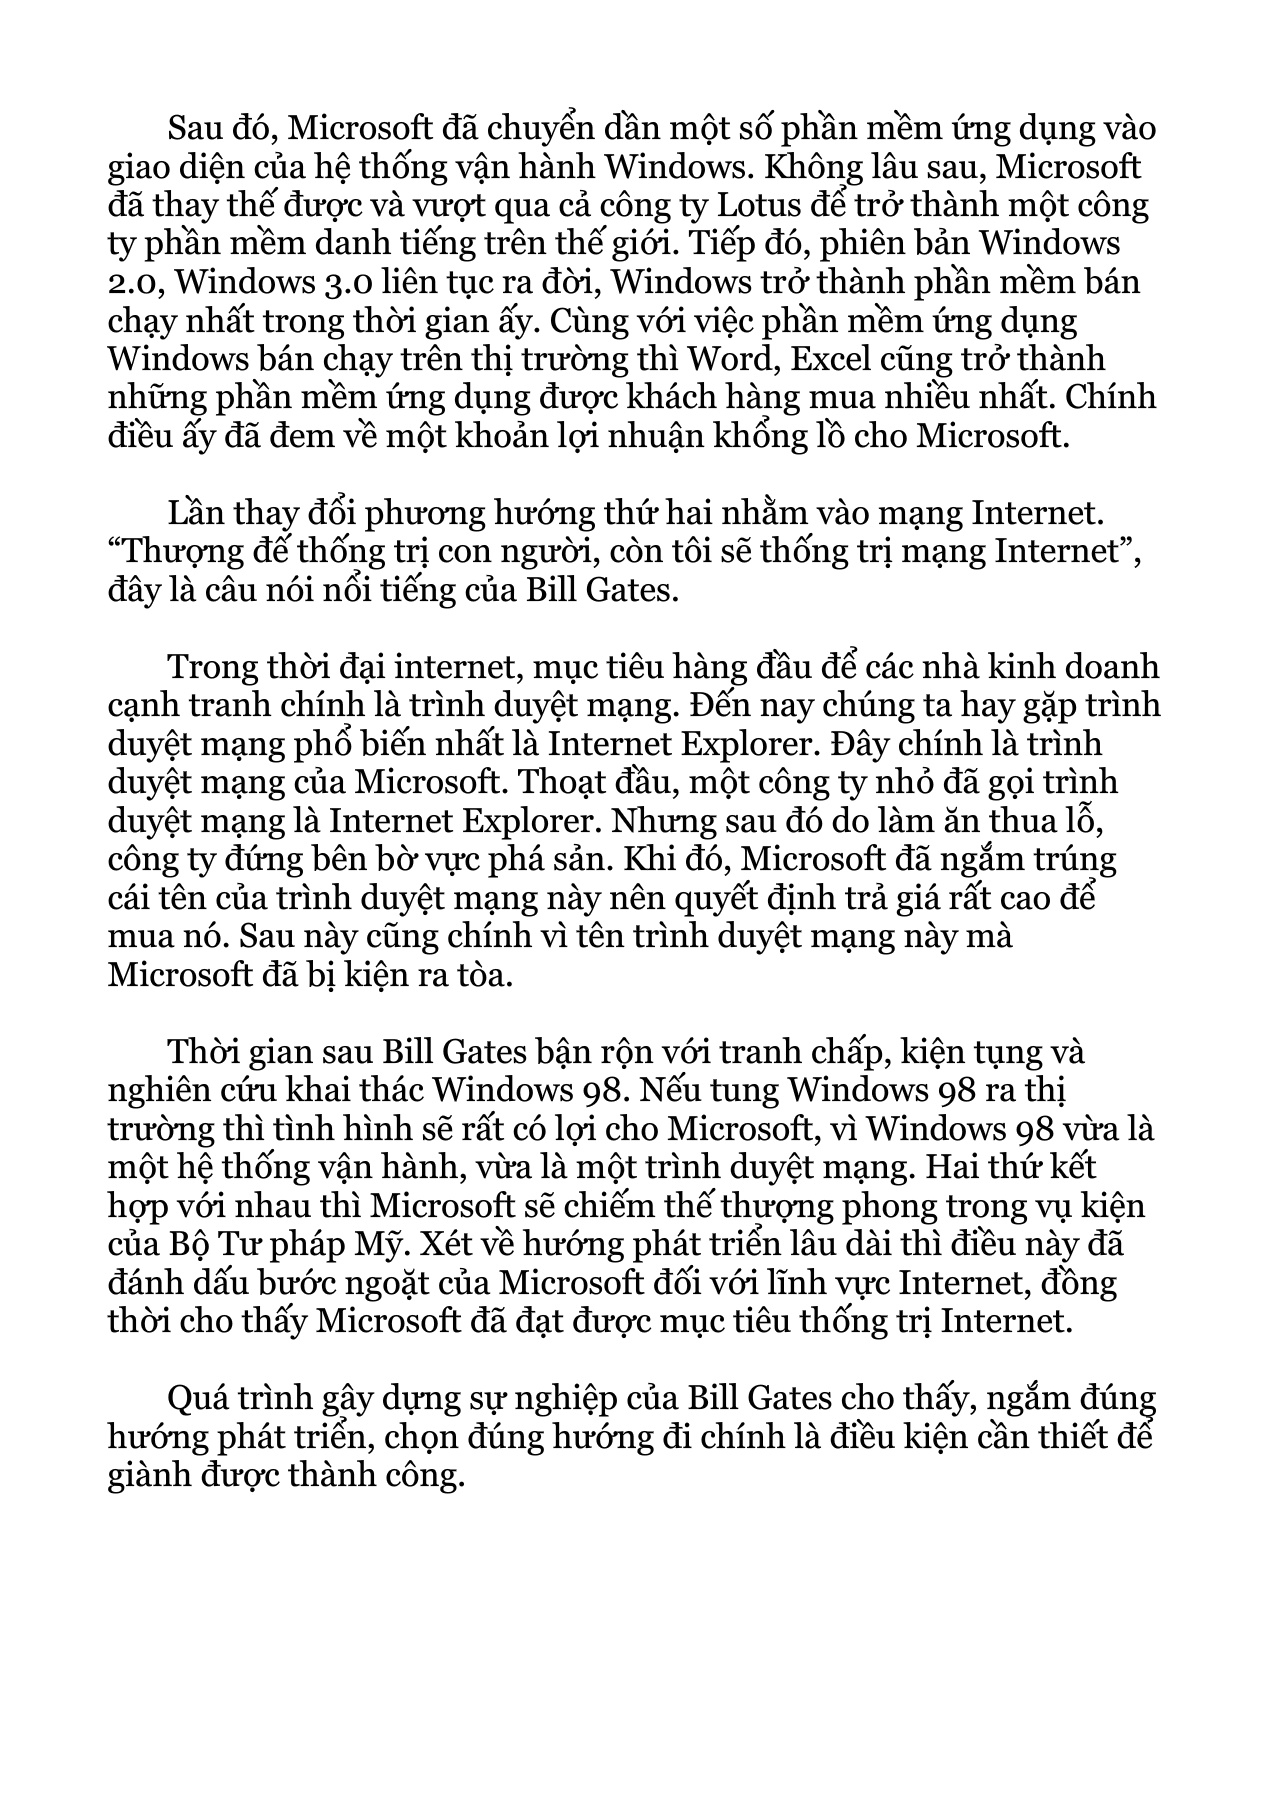 Sau đó, Microsoft đã chuyển dần một số phần mềm ứng dụng vào
giao diện của hệ thống vận hành Windows. Không lâu sau, Microsoft
đã thay thế được và vượt qua cả công ty Lotus để trở thành một công
ty phần mềm danh tiếng trên thế giới. Tiếp đó, phiên bản Windows
2.0, Windows 3.0 liên tục ra đời, Windows trở thành phần mềm bán
chạy nhất trong thời gian ấy. Cùng với việc phần mềm ứng dụng
Windows bán chạy trên thị trường thì Word, Excel cũng trở thành
những phần mềm ứng dụng được khách hàng mua nhiều nhất. Chính
điều ấy đã đem về một khoản lợi nhuận khổng lồ cho Microsoft.
Lần thay đổi phương hướng thứ hai nhằm vào mạng Internet.
“Thượng đế thống trị con người, còn tôi sẽ thống trị mạng Internet”,
đây là câu nói nổi tiếng của Bill Gates.
Trong thời đại internet, mục tiêu hàng đầu để các nhà kinh doanh
cạnh tranh chính là trình duyệt mạng. Đến nay chúng ta hay gặp trình
duyệt mạng phổ biến nhất là Internet Explorer. Đây chính là trình
duyệt mạng của Microsoft. Thoạt đầu, một công ty nhỏ đã gọi trình
duyệt mạng là Internet Explorer. Nhưng sau đó do làm ăn thua lỗ,
công ty đứng bên bờ vực phá sản. Khi đó, Microsoft đã ngắm trúng
cái tên của trình duyệt mạng này nên quyết định trả giá rất cao để
mua nó. Sau này cũng chính vì tên trình duyệt mạng này mà
Microsoft đã bị kiện ra tòa.
Thời gian sau Bill Gates bận rộn với tranh chấp, kiện tụng và
nghiên cứu khai thác Windows 98. Nếu tung Windows 98 ra thị
trường thì tình hình sẽ rất có lợi cho Microsoft, vì Windows 98 vừa là
một hệ thống vận hành, vừa là một trình duyệt mạng. Hai thứ kết
hợp với nhau thì Microsoft sẽ chiếm thế thượng phong trong vụ kiện
của Bộ Tư pháp Mỹ. Xét về hướng phát triển lâu dài thì điều này đã
đánh dấu bước ngoặt của Microsoft đối với lĩnh vực Internet, đồng
thời cho thấy Microsoft đã đạt được mục tiêu thống trị Internet.
Quá trình gây dựng sự nghiệp của Bill Gates cho thấy, ngắm đúng
hướng phát triển, chọn đúng hướng đi chính là điều kiện cần thiết để
giành được thành công.